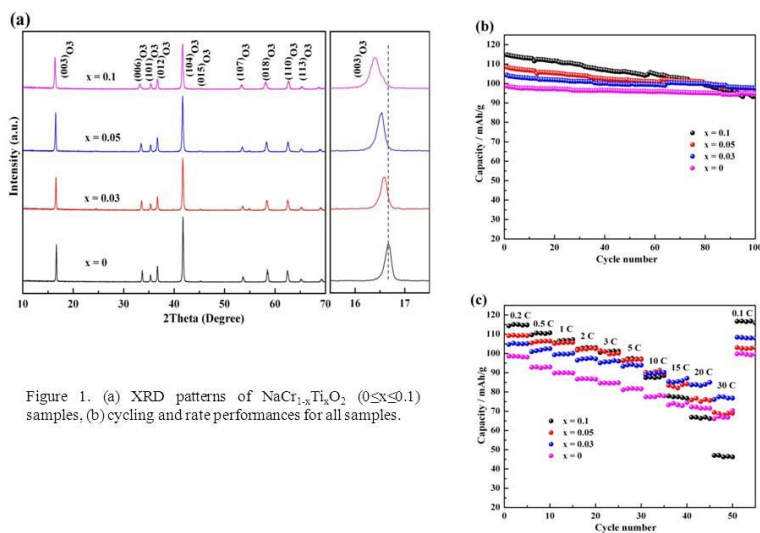 (a)
(003)O3
(006)O3
(101)O3
(012)O3
(104)O3
(015)O3
(107)O3
(018)O3
(110)O3
(113)O3
(003)O3
x = 0.1
x = 0.05
x = 0.03
x = 0
Intensity (a.u.)
10 20 30 40 50 60 70 16 17
2Theta (Degree)
(b)
120
110
100
90
80
70
60
50
40
30
20
Capacity / mAh/g
x = 0.1
x = 0.05
x = 0.03
x = 0
0 20 40 60 80 100
Cycle number
(c)
120
110
100
90
80
70
60
50
40
30
20
Capacity / mAh/g
0.2 C 0.5 C 1 C 2 C 3 C 5 C 10 C 15 C 20 C 30 C 0.1 C
x = 0.1
x = 0.05
x = 0.03
x = 0
0 10 20 30 40 50
Cycle number
Figure 1. (a) XRD patterns of NaCr1-xTixO2 (0≤x≤0.1)
samples, (b) cycling and rate performances for all samples.